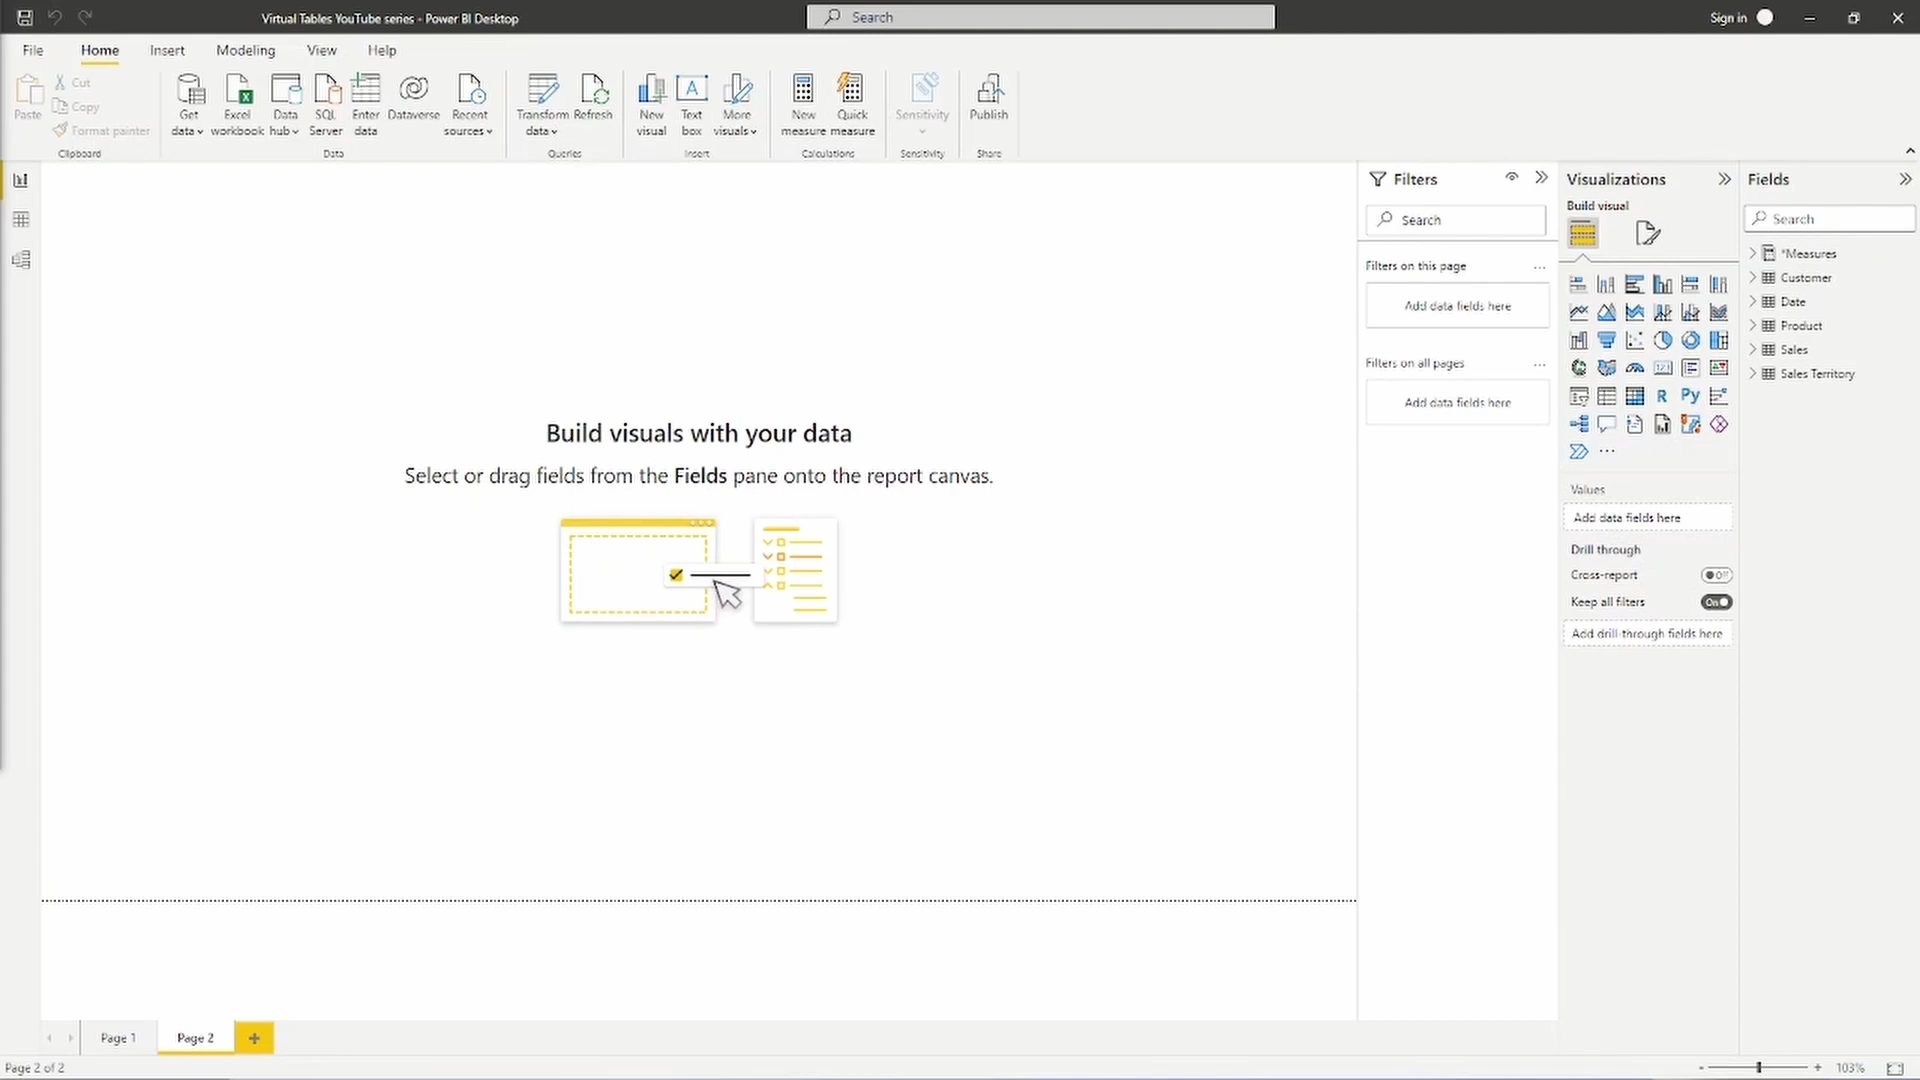 Virtual Tables YouTube series - Power BI Desktop
Search
Sign in
File
Home
Insert
Modeling
View
Help
Paste
Cut
Copy
Format painter
Clipboard
Get data
Excel workbook
Data hub
SQL Server
Enter data
Dataverse
Recent sources
Data
Transform data
Refresh
Queries
New visual
Text box
More visuals
Insert
New measure
Quick measure
Calculations
Sensitivity
Sensitivity
Publish
Share
Build visuals with your data
Select or drag fields from the Fields pane onto the report canvas.
Filters
Search
Filters on this page
...
Add data fields here
Filters on all pages
...
Add data fields here
Visualizations
Build visual
123
R
Py
...
Values
Add data fields here
Drill through
Cross-report
Off
Keep all filters
On
Add drill-through fields here
Fields
Search
*Measures
Customer
Date
Product
Sales
Sales Territory
Page 1
Page 2
+
Page 2 of 2
-
+
103%